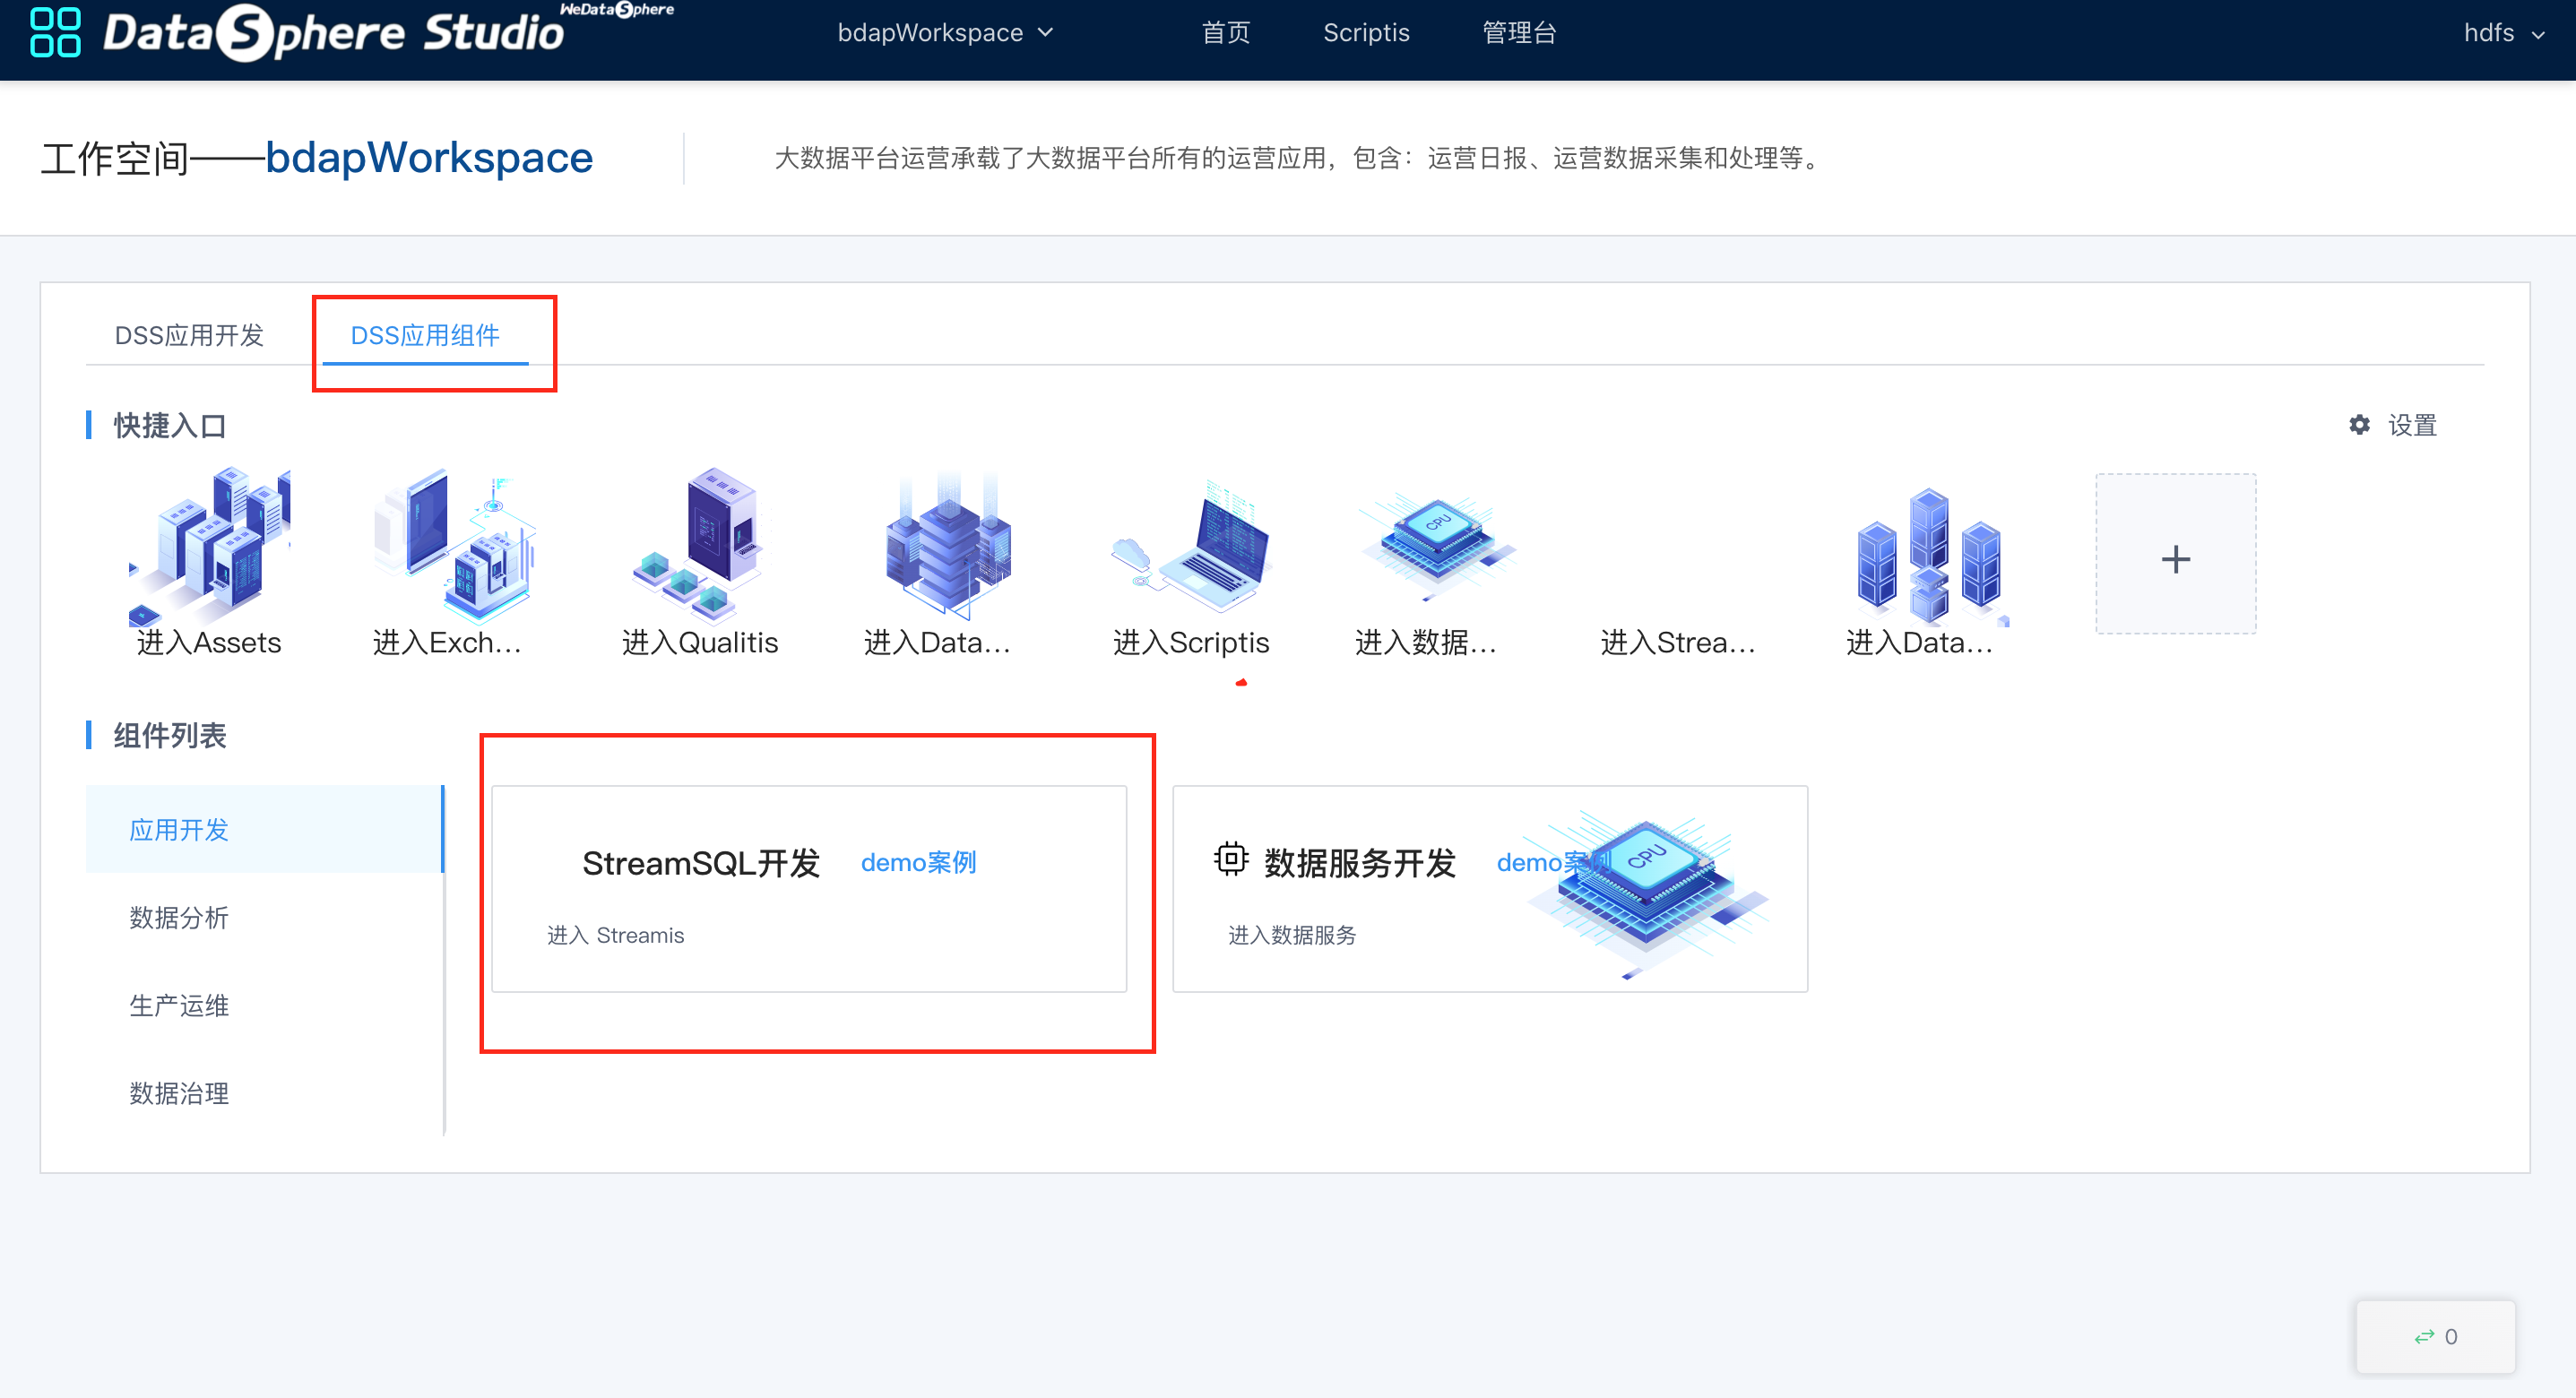 DataSphere Studio WeDataSphere
bdapWorkspace 首页 Scriptis 管理台 hdfs
工作空间——bdapWorkspace 大数据平台运营承载了大数据平台所有的运营应用，包含：运营日报、运营数据采集和处理等。
DSS应用开发 DSS应用组件
快捷入口 设置
CPU
进入Assets 进入Exch... 进入Qualitis 进入Data... 进入Scriptis 进入数据... 进入Strea... 进入Data...
组件列表
应用开发
数据分析
生产运维
数据治理
StreamSQL开发 demo案例
进入 Streamis
数据服务开发 demo案例
CPU
进入数据服务
0